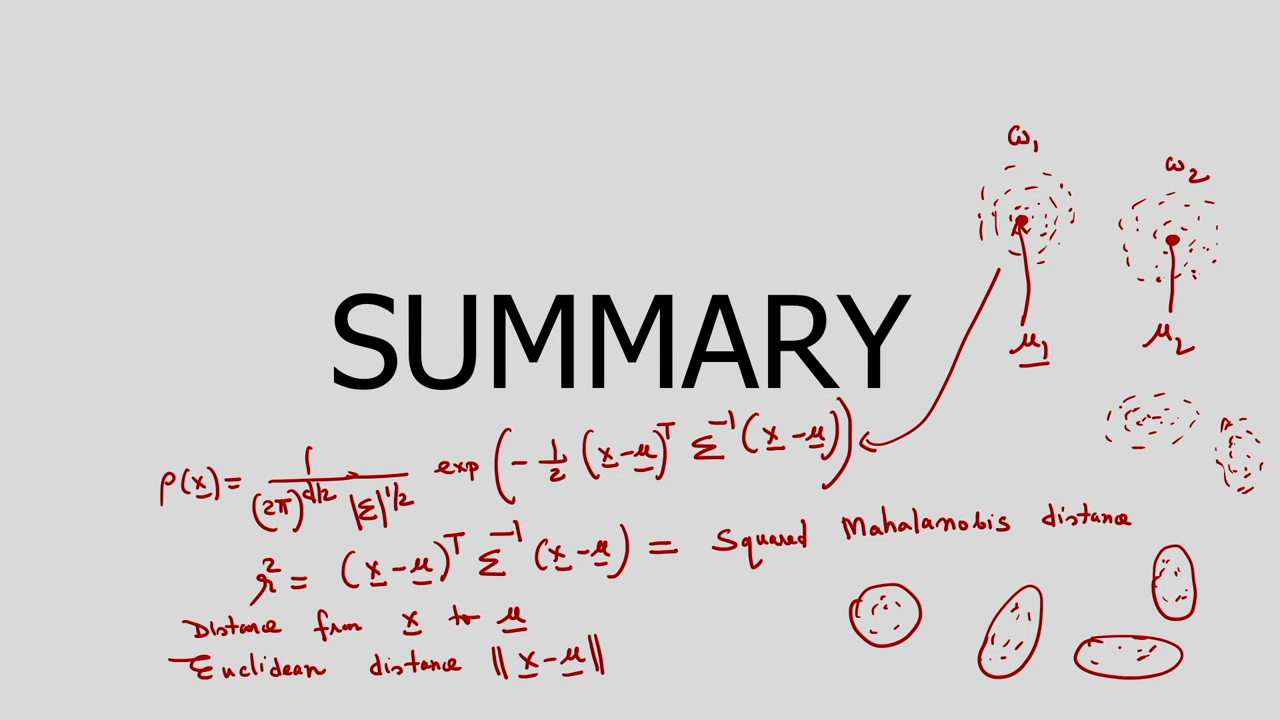 ω₁
ω₂
SUMMARY
μ₁
μ₂
p(x) = 1 / ((2π)^{d/2} |Σ|^{1/2}) exp(-1/2 (x-μ)^T Σ^{-1} (x-μ))
r² = (x-μ)^T Σ^{-1} (x-μ) = Squared Mahalanobis distance
Distance from x to μ
Euclidean distance ||x-μ||